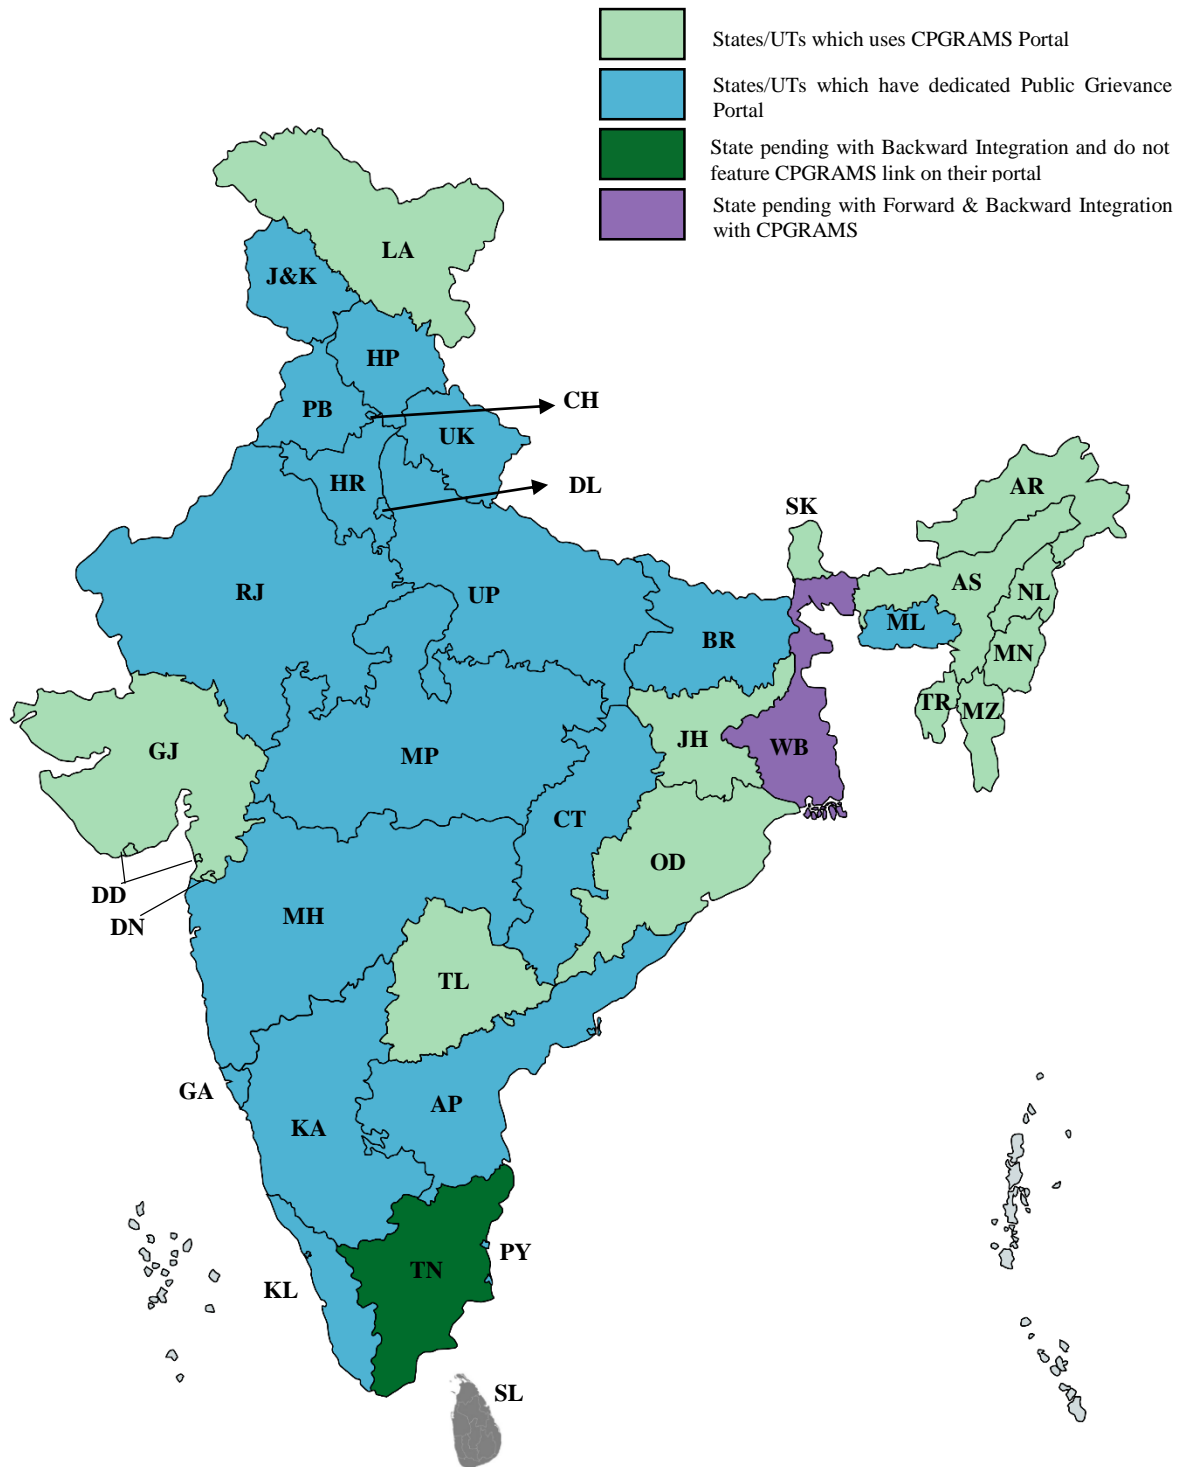 States/UTs which uses CPGRAMS Portal
States/UTs which have dedicated Public Grievance
Portal
State pending with Backward Integration and do not
feature CPGRAMS link on their portal
State pending with Forward & Backward Integration
with CPGRAMS
LA
J&K
HP
CH
PB
UK
HR
DL
AR
SK
RJ
UP
AS
NL
BR
ML
MN
TR
MZ
GJ
MP
JH
WB
CT
OD
DD
DN
MH
TL
GA
AP
KA
PY
TN
KL
SL